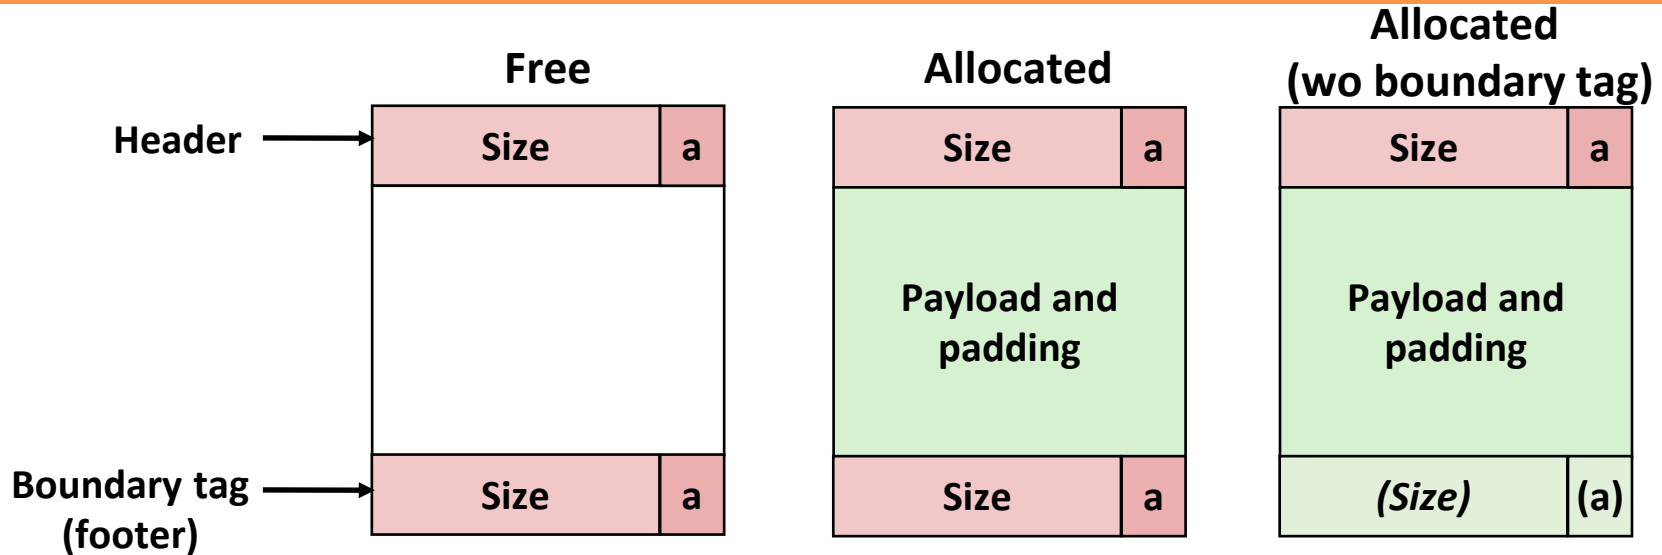 Free
Allocated
Allocated
(wo boundary tag)
Header
Size
a
Size
a
Size
a
Payload and
padding
Payload and
padding
Boundary tag
(footer)
Size
a
Size
a
(Size)
(a)